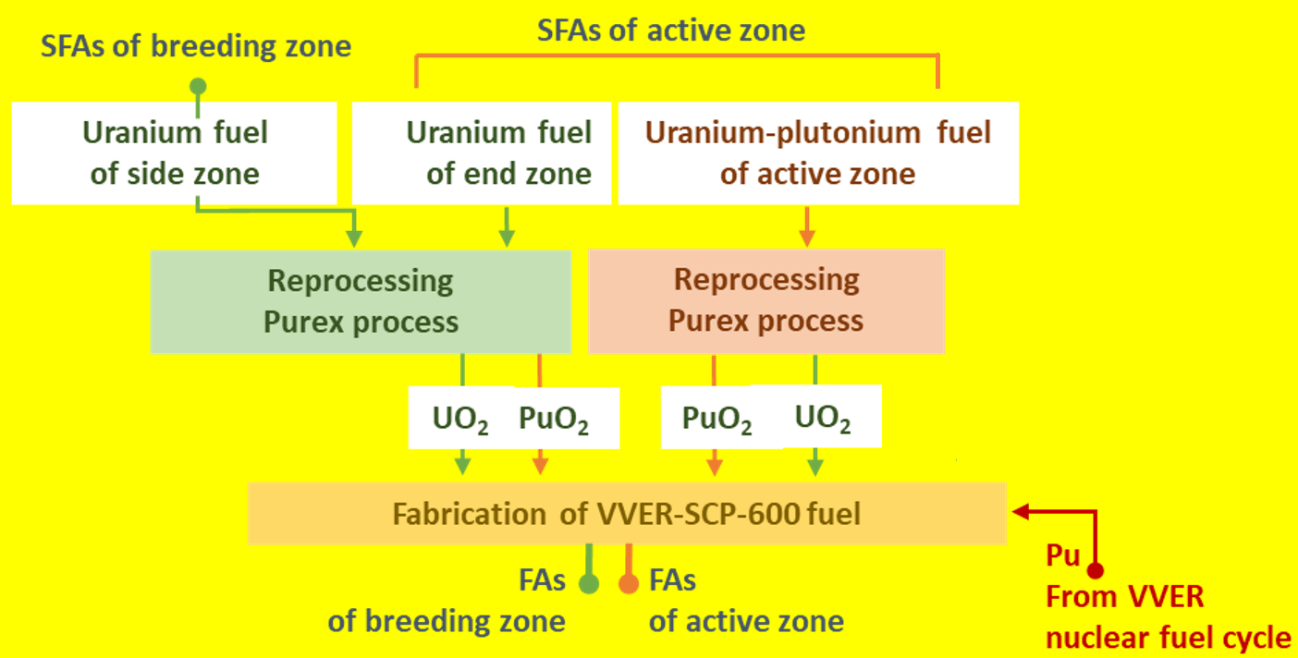 SFAs of breeding zone
SFAs of active zone
Uranium fuel
of side zone
Uranium fuel
of end zone
Uranium-plutonium fuel
of active zone
Reprocessing
Purex process
Reprocessing
Purex process
UO₂
PuO₂
PuO₂
UO₂
Fabrication of VVER-SCP-600 fuel
FAs
of breeding zone
FAs
of active zone
Pu
From VVER
nuclear fuel cycle